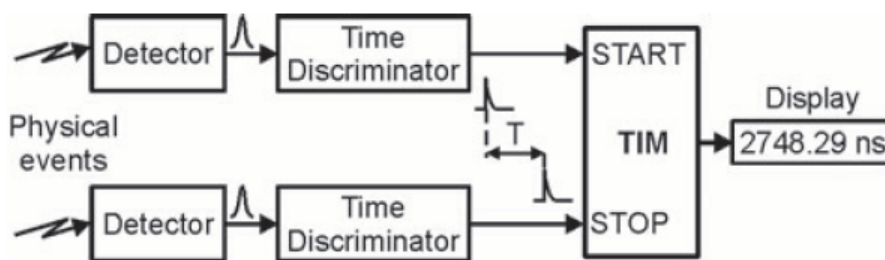 Detector
Time
Discriminator
START
Physical
events
T
TIM
Display
2748.29 ns
Detector
Time
Discriminator
STOP